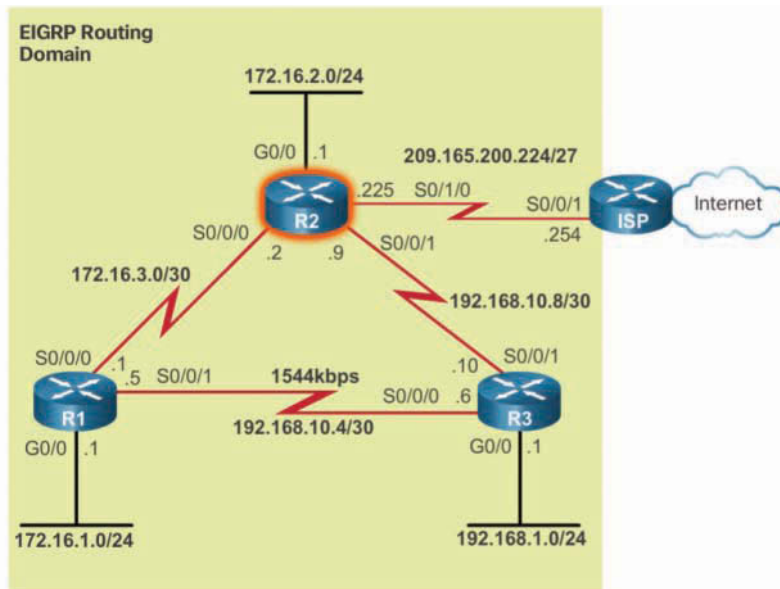 EIGRP Routing
Domain
172.16.2.0/24
G0/0
.1
209.165.200.224/27
.225
S0/1/0
S0/0/1
Internet
R2
ISP
S0/0/0
.2
.9
S0/0/1
.254
172.16.3.0/30
192.168.10.8/30
S0/0/0
.1
.5
S0/0/1
1544kbps
.10
S0/0/1
S0/0/0
.6
R1
192.168.10.4/30
R3
G0/0
.1
G0/0
.1
172.16.1.0/24
192.168.1.0/24